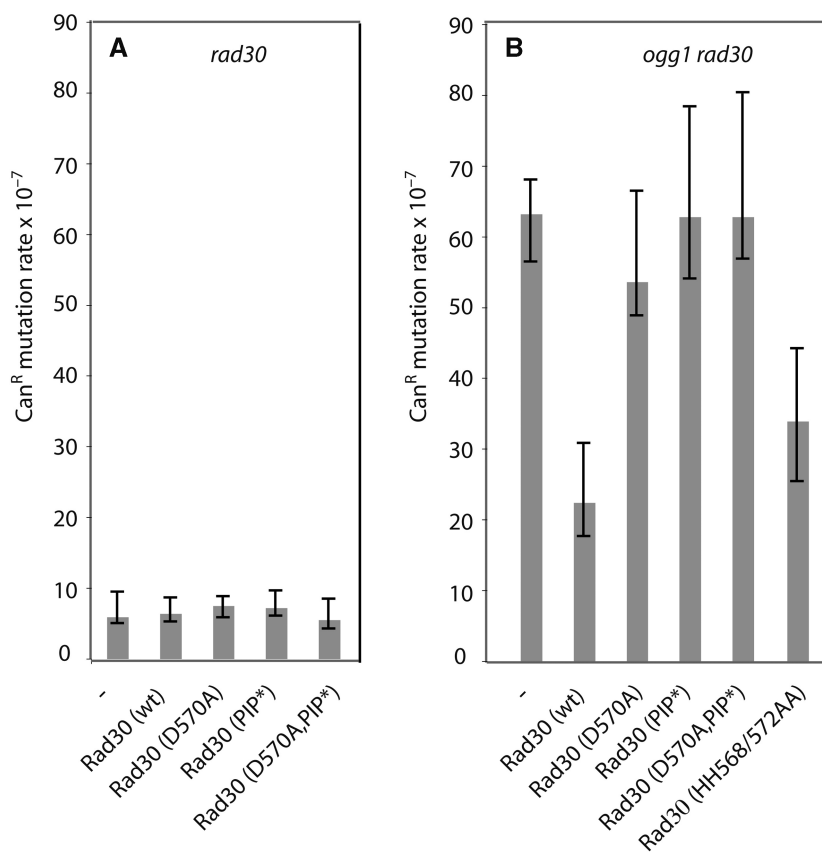 A
rad30
90
80
70
60
50
40
30
20
10
0
Can^R mutation rate x 10^–7
-
Rad30 (wt)
Rad30 (D570A)
Rad30 (PIP*)
Rad30 (D570A,PIP*)
B
ogg1 rad30
90
80
70
60
50
40
30
20
10
0
Can^R mutation rate x 10^–7
-
Rad30 (wt)
Rad30 (D570A)
Rad30 (PIP*)
Rad30 (D570A,PIP*)
Rad30 (HH568/572AA)